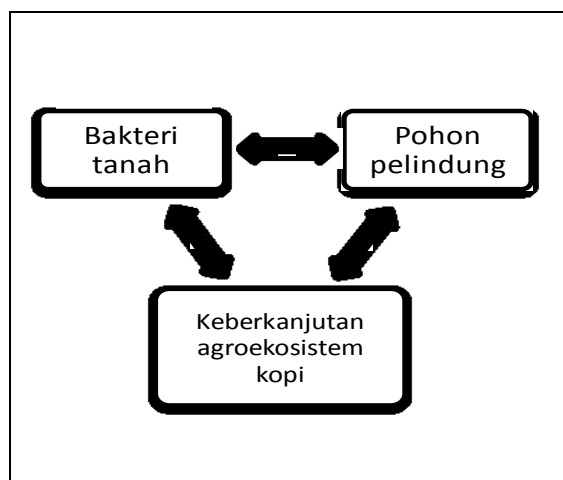 Bakteri
tanah
Pohon
pelindung
Keberkanjutan
agroekosistem
kopi